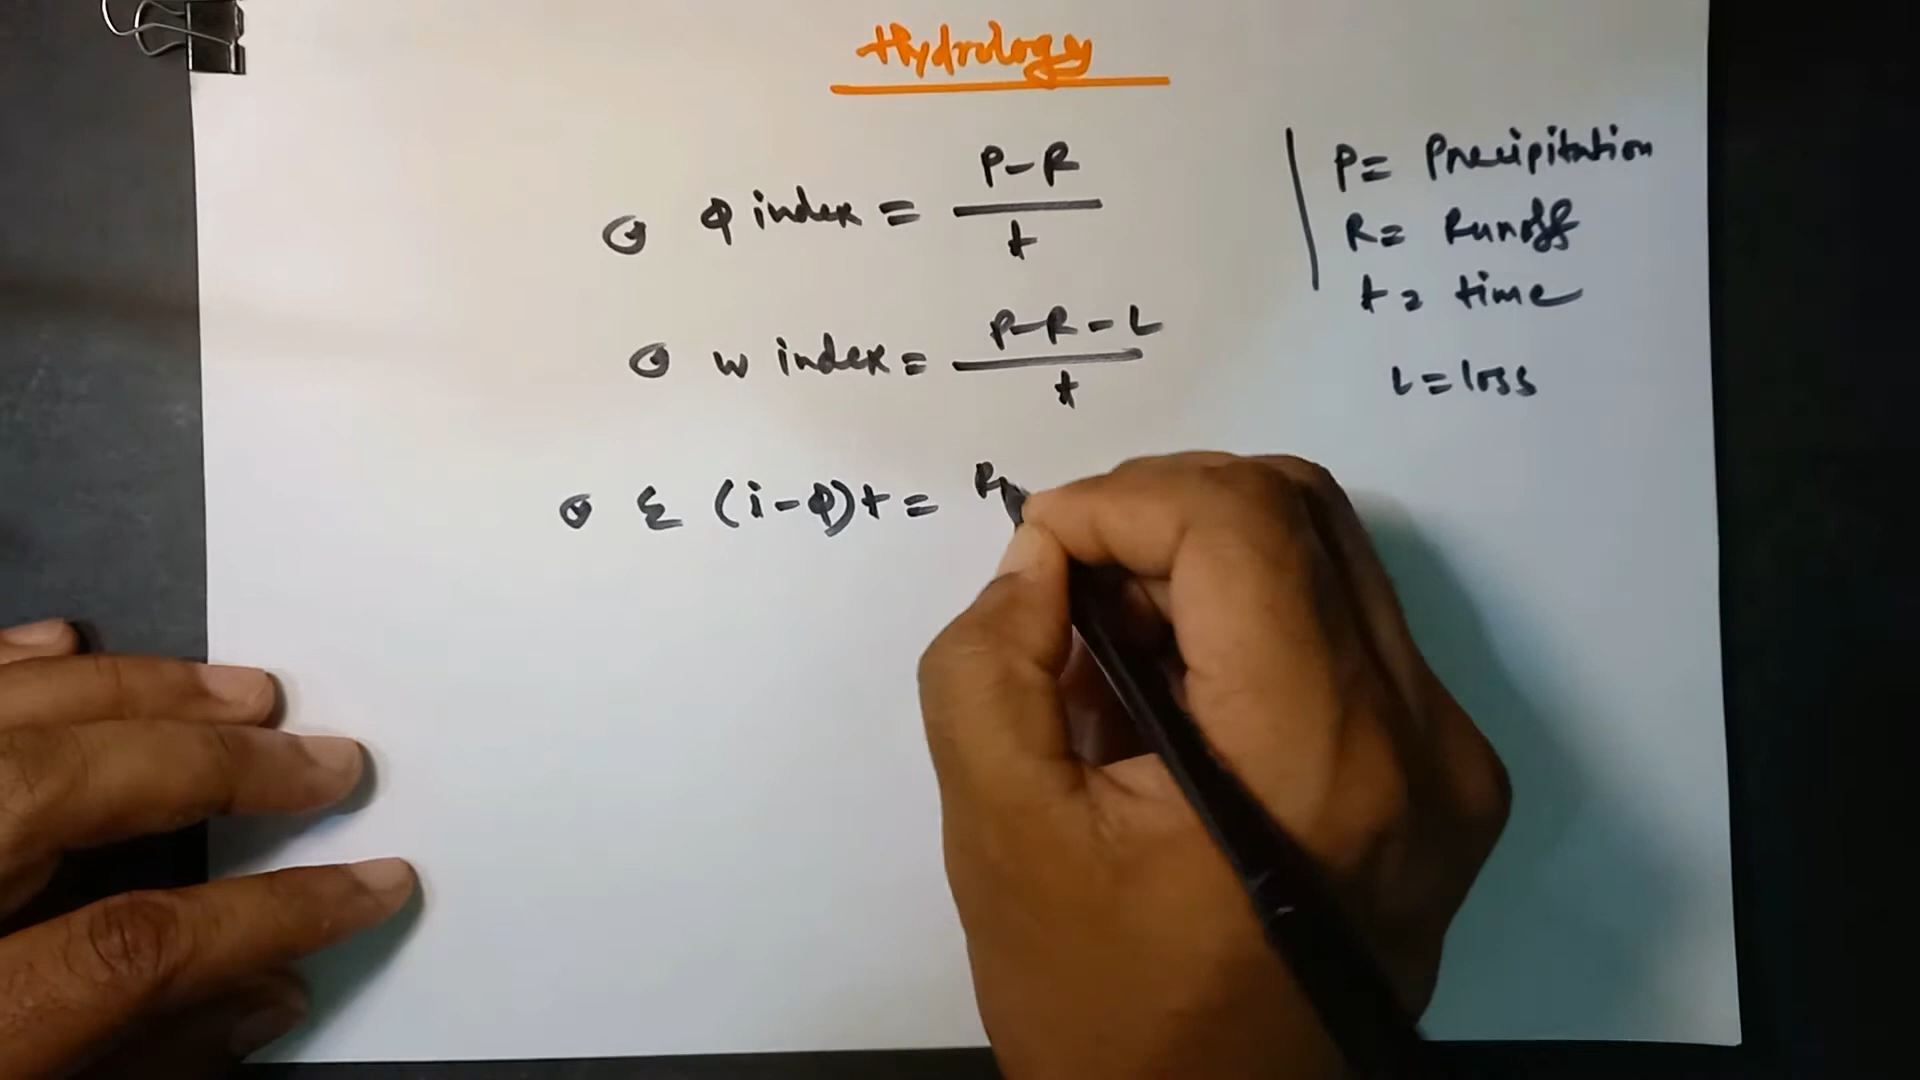 Hydrology
φ index = P-R / t
w index = P-R-L / t
Σ (i-φ)t = R
P= Precipitation
R= Runoff
t= time
L=loss